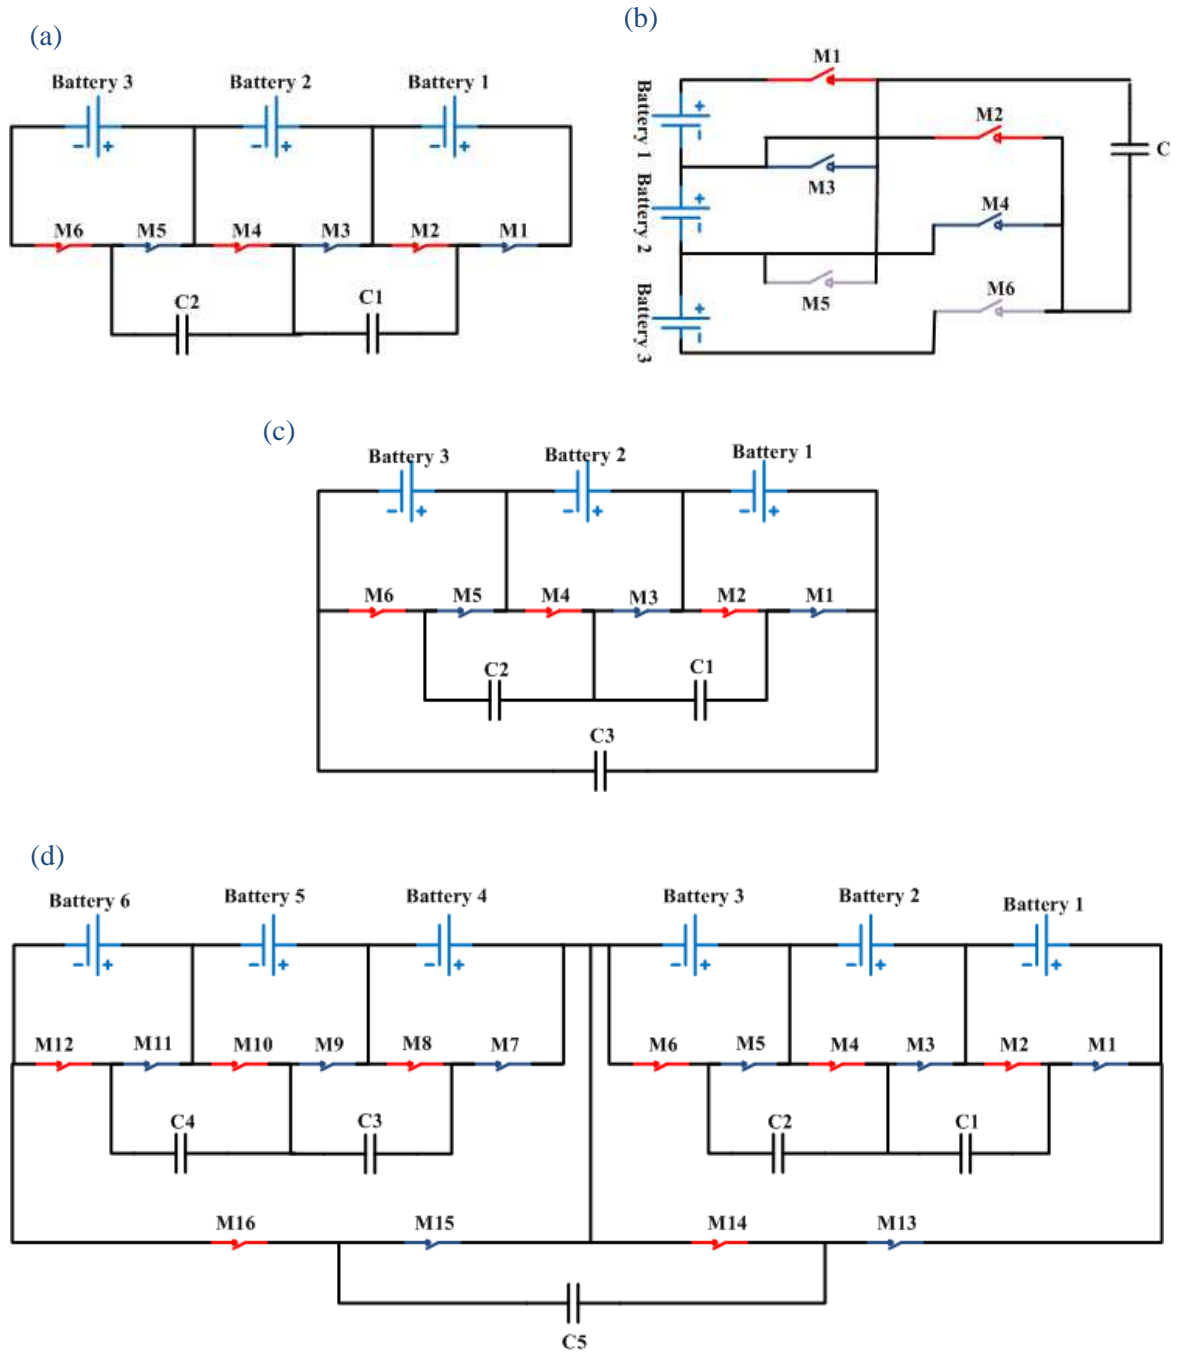 (a)
Battery 3 Battery 2 Battery 1
- + - + - +
M6 M5 M4 M3 M2 M1
C2 C1
(b)
M1
Battery 1
+
-
M2
M3
C
Battery 2
+
-
M4
M5
M6
Battery 3
+
-
(c)
Battery 3 Battery 2 Battery 1
- + - + - +
M6 M5 M4 M3 M2 M1
C2 C1
C3
(d)
Battery 6 Battery 5 Battery 4 Battery 3 Battery 2 Battery 1
- + - + - + - + - + - +
M12 M11 M10 M9 M8 M7 M6 M5 M4 M3 M2 M1
C4 C3 C2 C1
M16 M15 M14 M13
C5